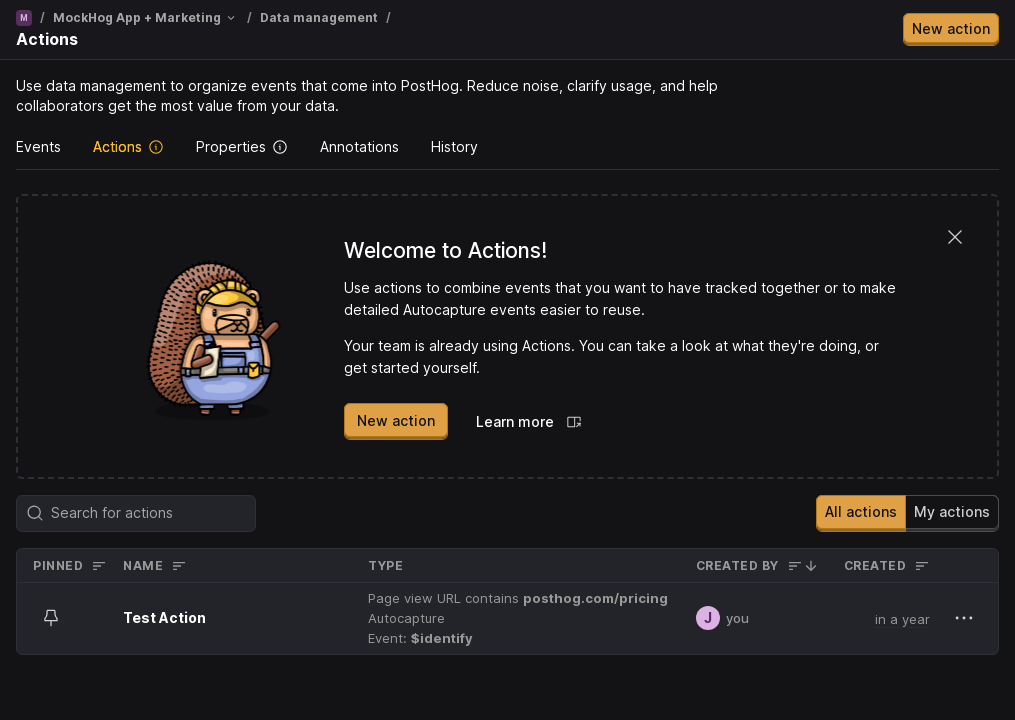 M / MockHog App + Marketing / Data management /
Actions
New action
Use data management to organize events that come into PostHog. Reduce noise, clarify usage, and help
collaborators get the most value from your data.
Events Actions Properties Annotations History
Welcome to Actions!
Use actions to combine events that you want to have tracked together or to make
detailed Autocapture events easier to reuse.
Your team is already using Actions. You can take a look at what they're doing, or
get started yourself.
New action Learn more
Search for actions All actions My actions
PINNED NAME TYPE CREATED BY CREATED
Page view URL contains posthog.com/pricing
Test Action Autocapture J you in a year
Event: $identify